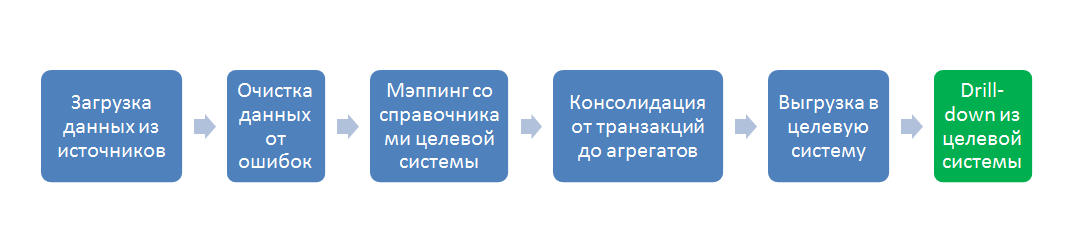 Загрузка
данных из
источников
Очистка
данных
от
ошибок
Мэппинг со
справочника
ми целевой
системы
Консолидация
от транзакций
до агрегатов
Выгрузка в
целевую
систему
Drill-
down из
целевой
системы